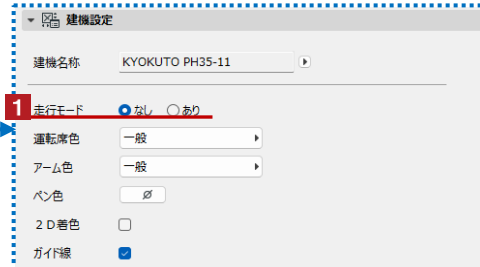 建機設定
建機名称 KYOKUTO PH35-11
1 走行モード なし あり
運転席色 一般
アーム色 一般
ペン色
２Ｄ着色
ガイド線